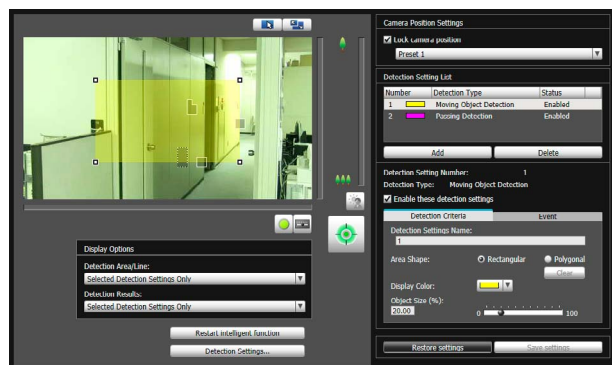 Camera Position Settings
Lock camera position
Preset 1
Detection Setting List
Number Detection Type Status
1 Moving Object Detection Enabled
2 Passing Detection Enabled
Add Delete
Detection Setting Number: 1
Detection Type: Moving Object Detection
Enable these detection settings
Detection Criteria Event
Detection Settings Name:
1
Area Shape: Rectangular Polygonal
Clear
Display Color:
Object Size (%):
20.00 0 100
Restore settings Save settings
Display Options
Detection Area/Line:
Selected Detection Settings Only
Detection Results:
Selected Detection Settings Only
Restart intelligent function
Detection Settings...